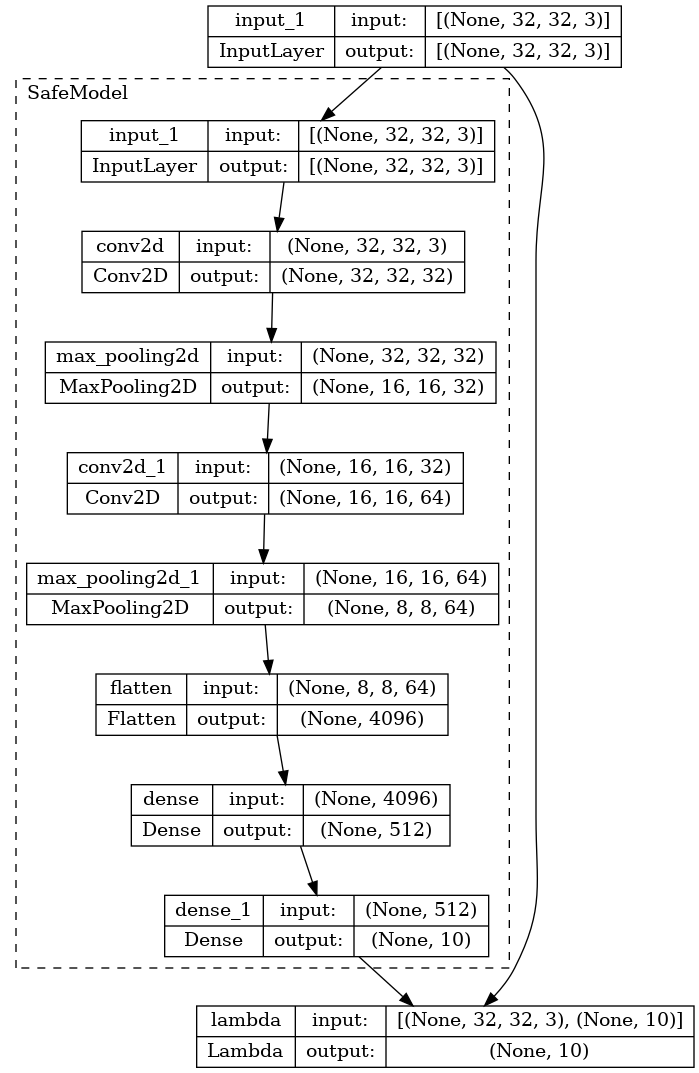 input_1 input: [(None, 32, 32, 3)]
InputLayer output: [(None, 32, 32, 3)]
SafeModel
input_1 input: [(None, 32, 32, 3)]
InputLayer output: [(None, 32, 32, 3)]
conv2d input: (None, 32, 32, 3)
Conv2D output: (None, 32, 32, 32)
max_pooling2d input: (None, 32, 32, 32)
MaxPooling2D output: (None, 16, 16, 32)
conv2d_1 input: (None, 16, 16, 32)
Conv2D output: (None, 16, 16, 64)
max_pooling2d_1 input: (None, 16, 16, 64)
MaxPooling2D output: (None, 8, 8, 64)
flatten input: (None, 8, 8, 64)
Flatten output: (None, 4096)
dense input: (None, 4096)
Dense output: (None, 512)
dense_1 input: (None, 512)
Dense output: (None, 10)
lambda input: [(None, 32, 32, 3), (None, 10)]
Lambda output: (None, 10)